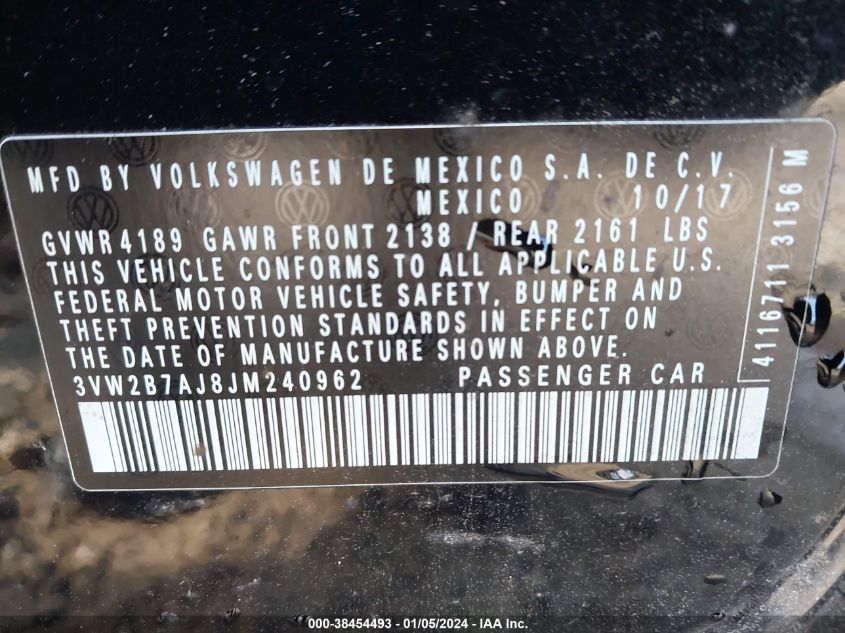 MFD BY VOLKSWAGEN DE MEXICO S.A. DE C.V.
MEXICO 10/17
GVWR 4189 GAWR FRONT 2138 / REAR 2161 LBS
THIS VEHICLE CONFORMS TO ALL APPLICABLE U.S.
FEDERAL MOTOR VEHICLE SAFETY, BUMPER AND
THEFT PREVENTION STANDARDS IN EFFECT ON
THE DATE OF MANUFACTURE SHOWN ABOVE.
3VW2B7AJ8JM240962 PASSENGER CAR
4116711 3156 M
000-38454493 - 01/05/2024 - IAA Inc.